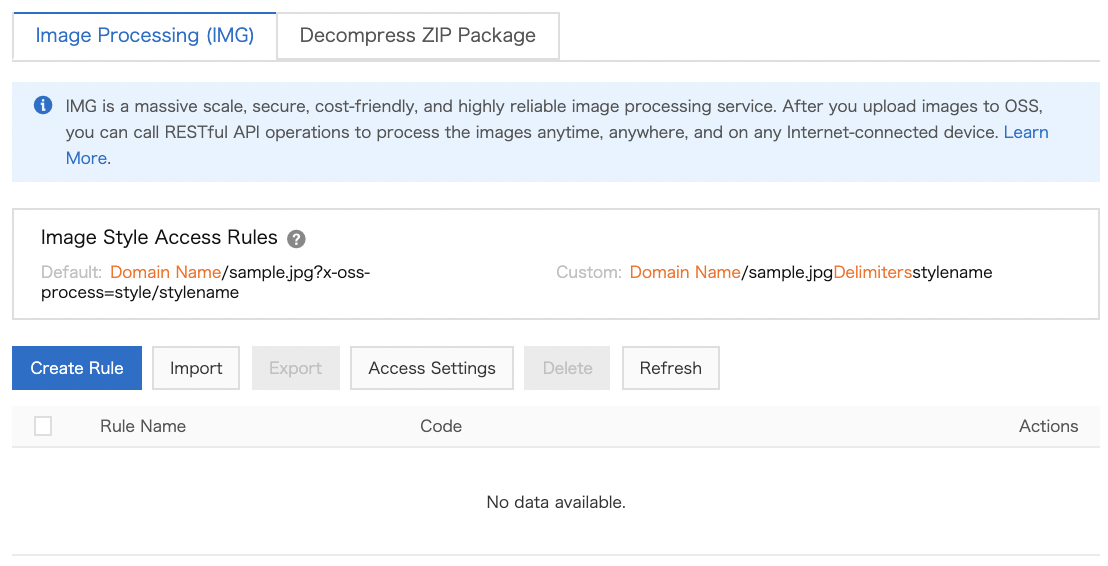 Image Processing (IMG)
Decompress ZIP Package
IMG is a massive scale, secure, cost-friendly, and highly reliable image processing service. After you upload images to OSS,
you can call RESTful API operations to process the images anytime, anywhere, and on any Internet-connected device. Learn
More.
Image Style Access Rules
Default: Domain Name/sample.jpg?x-oss-
process=style/stylename
Custom: Domain Name/sample.jpgDelimitersstylename
Create Rule
Import
Export
Access Settings
Delete
Refresh
Rule Name
Code
Actions
No data available.